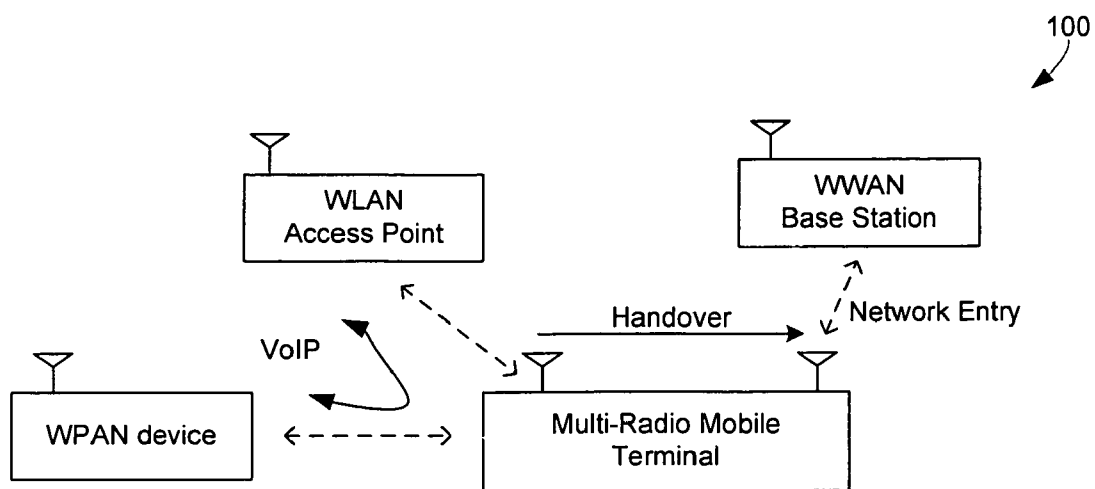 100
WLAN
Access Point
WWAN
Base Station
Handover
Network Entry
VoIP
WPAN device
Multi-Radio Mobile
Terminal